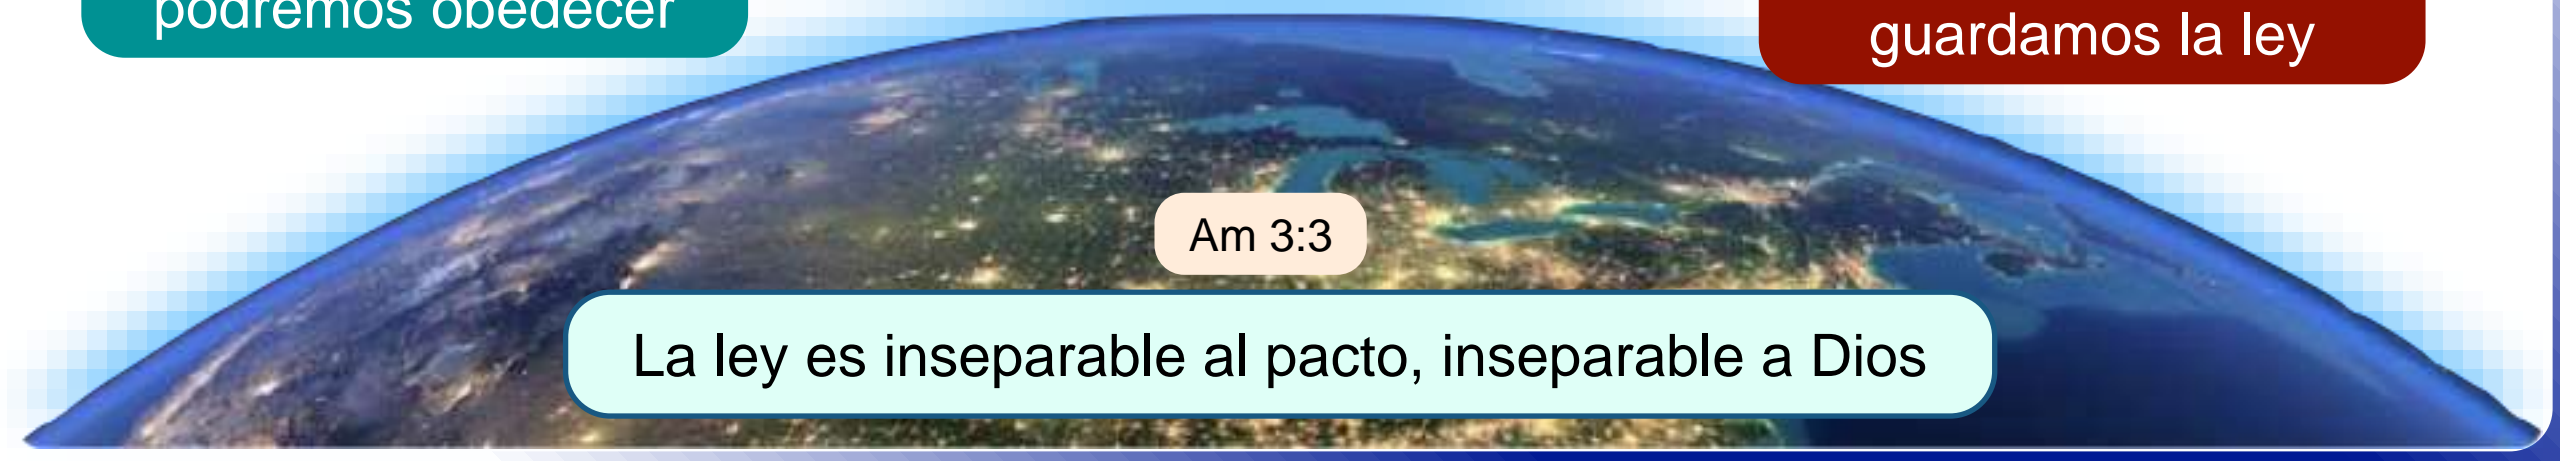 podremos obedecer
guardamos la ley
Am 3:3
La ley es inseparable al pacto, inseparable a Dios